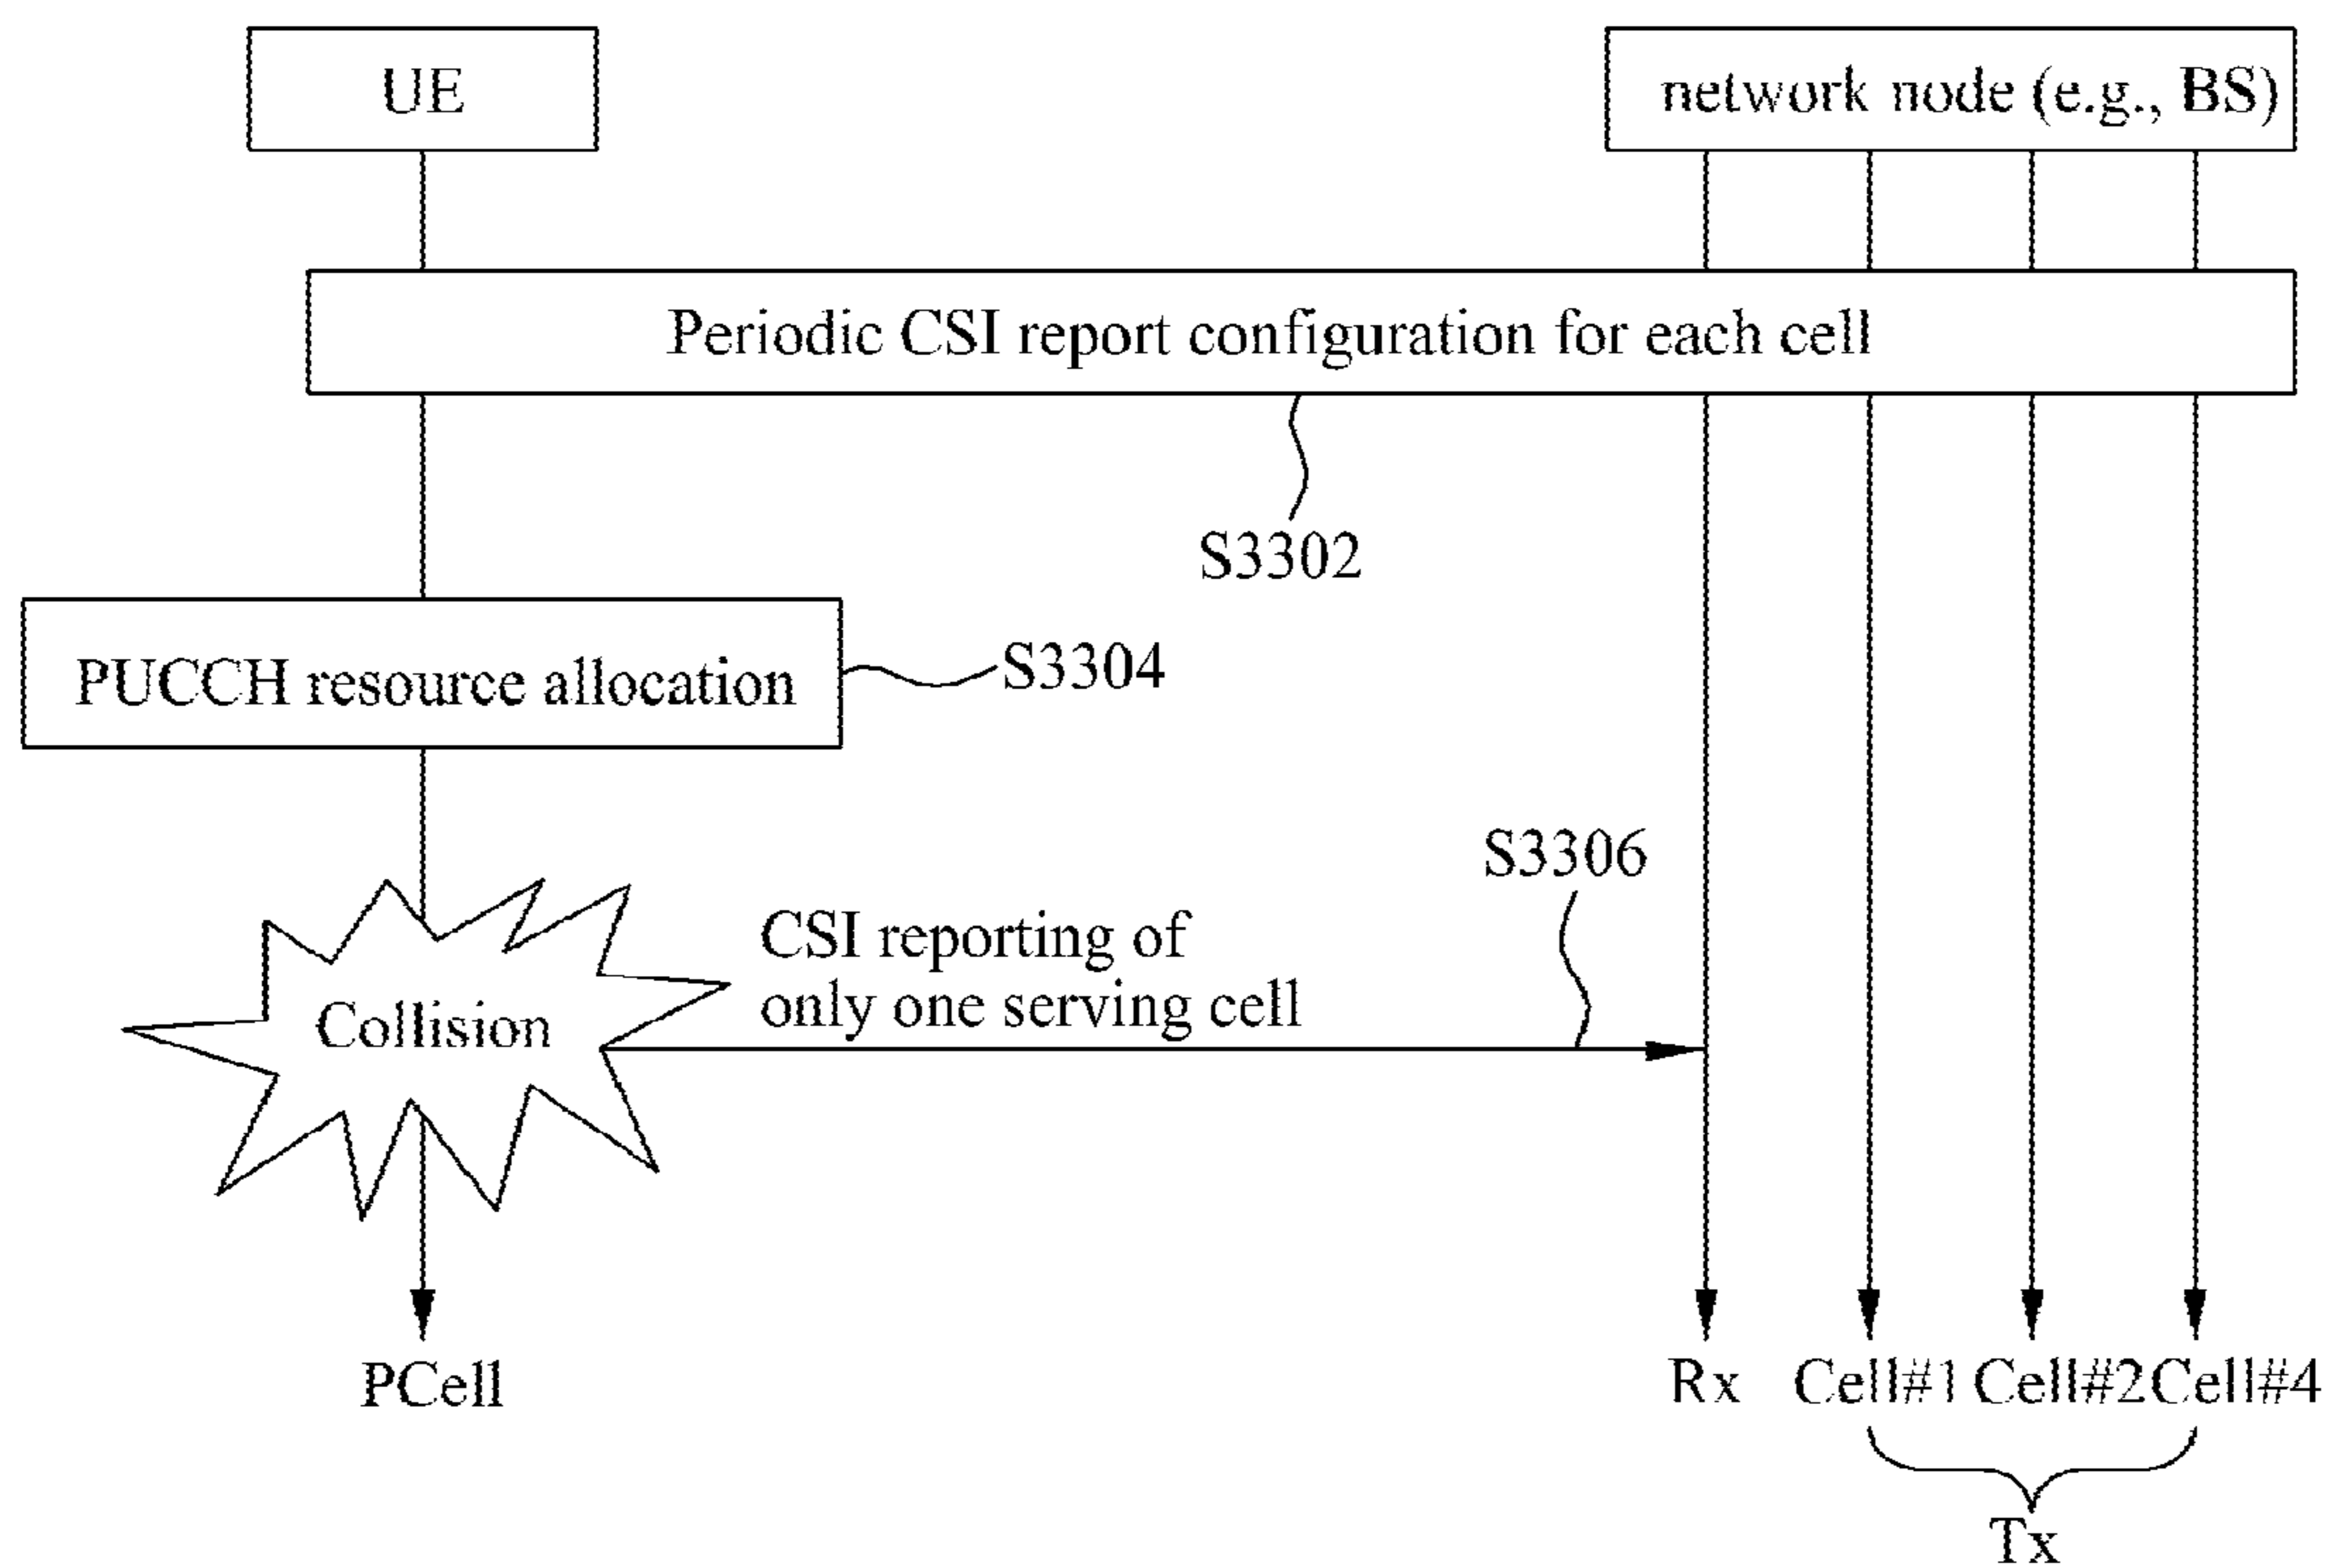 UE
network node (e.g., BS)
Periodic CSI report configuration for each cell
S3302
PUCCH resource allocation
S3304
S3306
CSI reporting of
only one serving cell
Collision
PCell
Rx
Cell#1
Cell#2
Cell#4
Tx